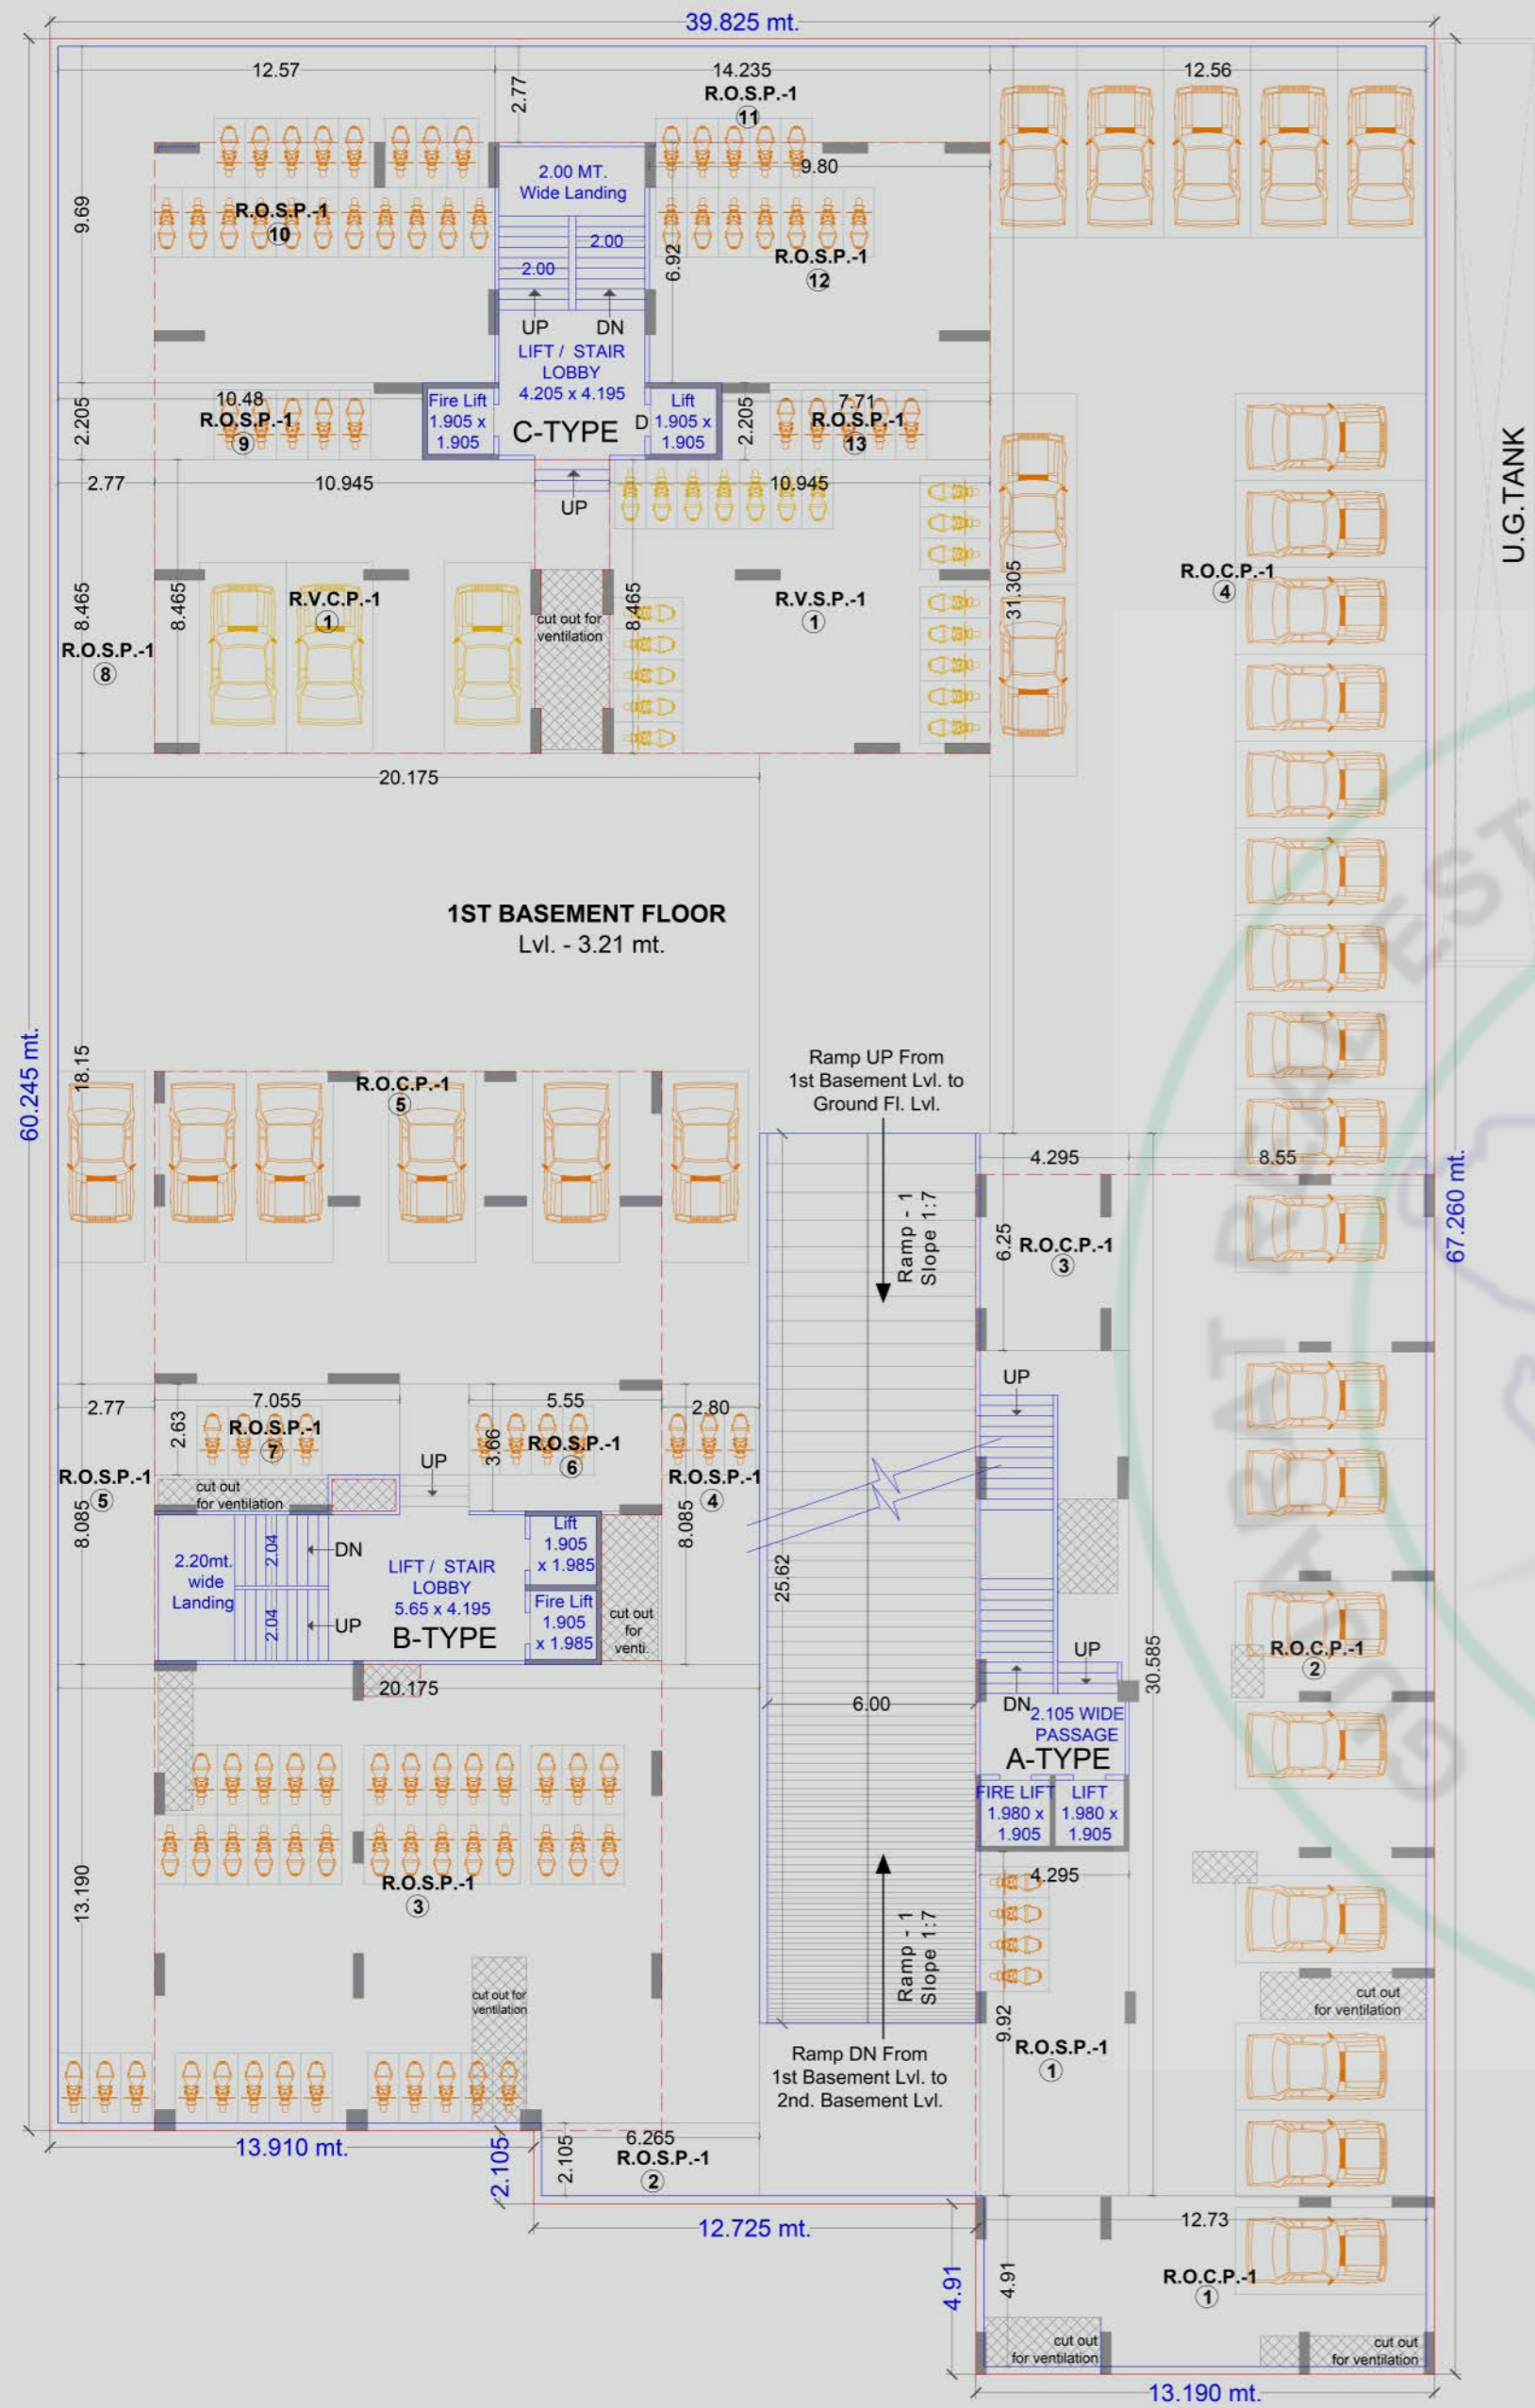 39.825 mt.
12.57
14.235
12.56
2.77
R.O.S.P.-1
11
9.80
2.00 MT.
Wide Landing
9.69
R.O.S.P.-1
10
2.00
2.00
6.92
R.O.S.P.-1
12
UP
DN
LIFT / STAIR
LOBBY
4.205 x 4.195
C-TYPE
Fire Lift
1.905 x
1.905
D
Lift
1.905 x
1.905
2.205
10.48
R.O.S.P.-1
9
2.205
7.71
R.O.S.P.-1
13
2.77
10.945
UP
10.945
U.G.TANK
R.O.C.P.-1
4
31.305
8.465
8.465
R.V.C.P.-1
1
cut out for
ventilation
8.465
R.V.S.P.-1
1
R.O.S.P.-1
8
20.175
1ST BASEMENT FLOOR
Lvl. - 3.21 mt.
60.245 mt.
18.15
R.O.C.P.-1
5
Ramp UP From
1st Basement Lvl. to
Ground Fl. Lvl.
4.295
8.55
67.260 mt.
Ramp - 1
Slope 1:7
6.25
R.O.C.P.-1
3
UP
2.77
2.63
7.055
R.O.S.P.-1
7
UP
3.66
5.55
R.O.S.P.-1
6
2.80
R.O.S.P.-1
4
R.O.S.P.-1
5
cut out
for ventilation
8.085
8.085
2.20mt.
wide
Landing
2.04
2.04
DN
UP
LIFT / STAIR
LOBBY
5.65 x 4.195
B-TYPE
Lift
1.905
x 1.985
Fire Lift
1.905
x 1.985
cut out
for
venti.
25.62
20.175
6.00
UP
DN
30.585
R.O.C.P.-1
2
2.105 WIDE
PASSAGE
A-TYPE
FIRE LIFT
1.980 x
1.905
LIFT
1.980 x
1.905
4.295
13.190
R.O.S.P.-1
3
Ramp - 1
Slope 1:7
cut out for
ventilation
9.92
R.O.S.P.-1
1
cut out
for ventilation
Ramp DN From
1st Basement Lvl. to
2nd. Basement Lvl.
13.910 mt.
2.105
2.105
6.265
R.O.S.P.-1
2
12.725 mt.
12.73
4.91
4.91
R.O.C.P.-1
1
cut out
for ventilation
cut out
for ventilation
13.190 mt.
GUJARAT REAL EST